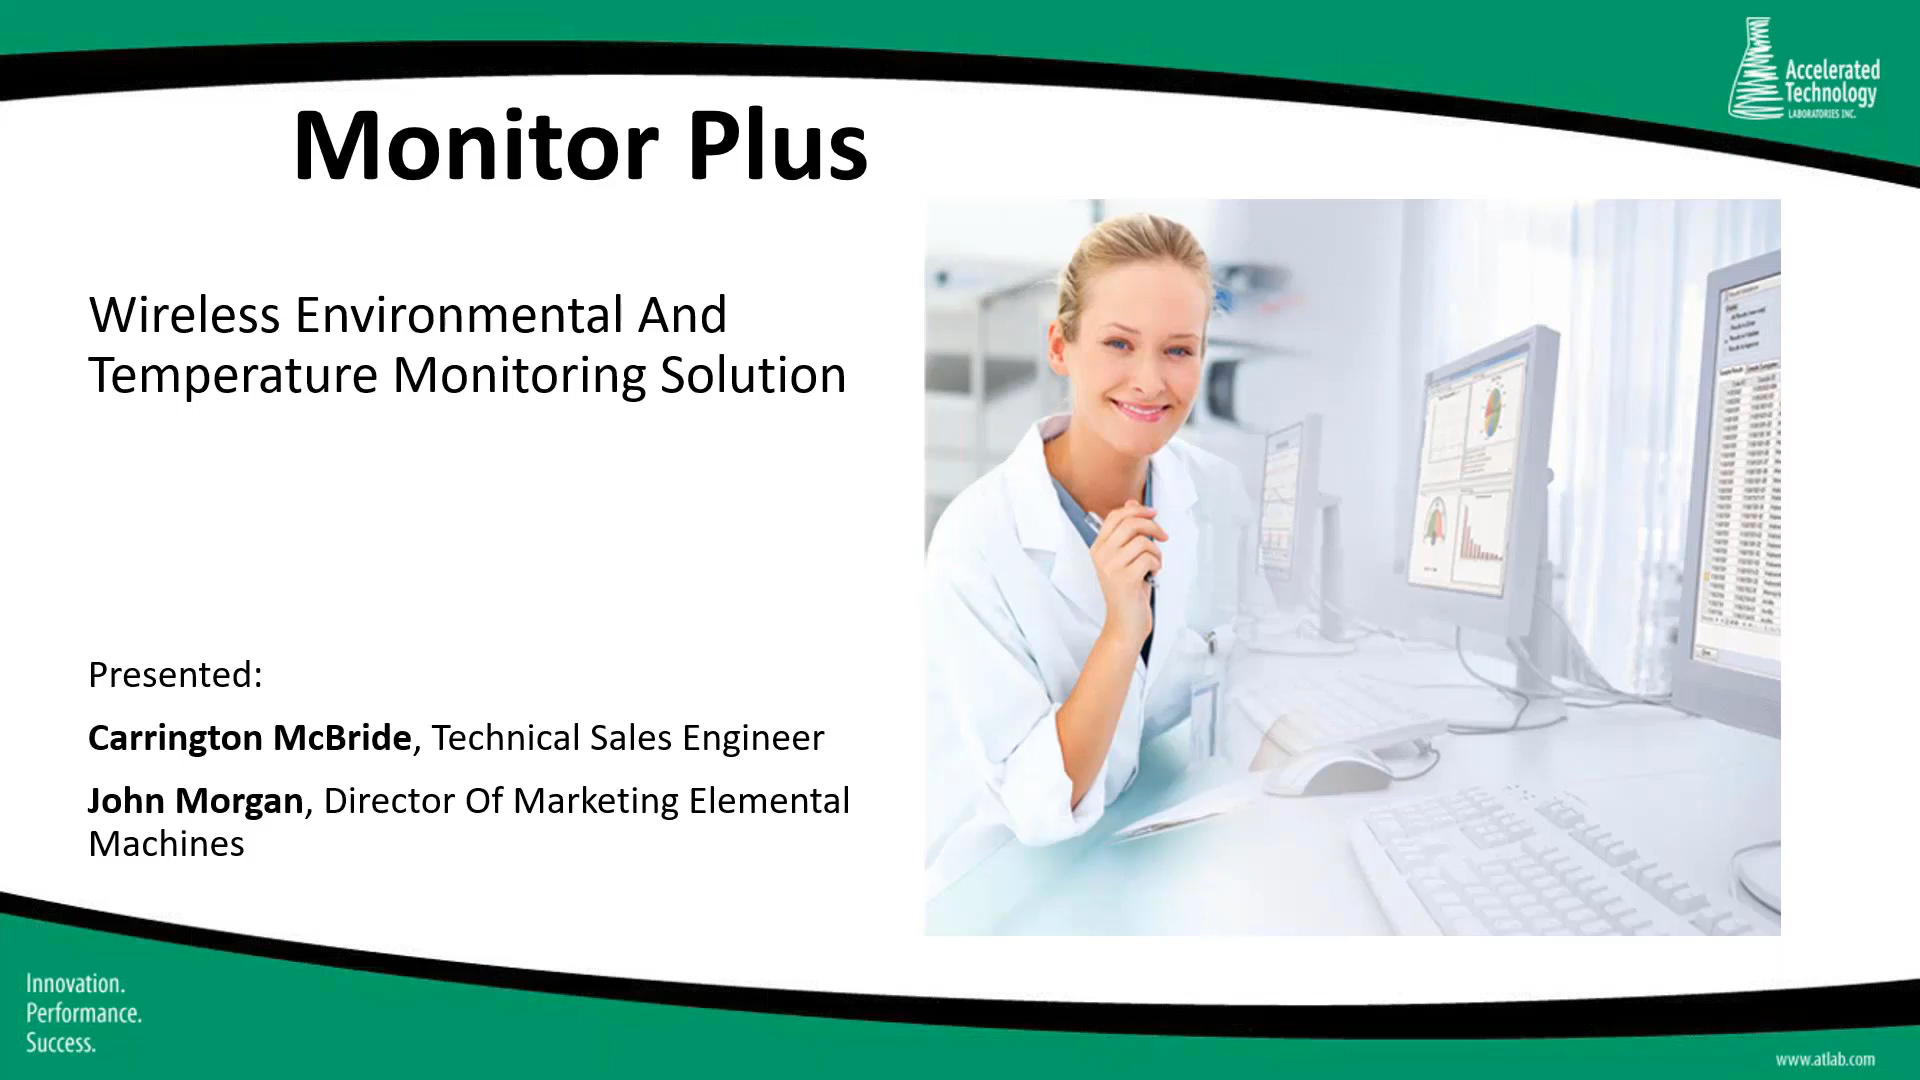 Accelerated
Technology
LABORATORIES INC.
Monitor Plus
Wireless Environmental And
Temperature Monitoring Solution
Presented:
Carrington McBride, Technical Sales Engineer
John Morgan, Director Of Marketing Elemental
Machines
Innovation.
Performance.
Success.
www.atlab.com